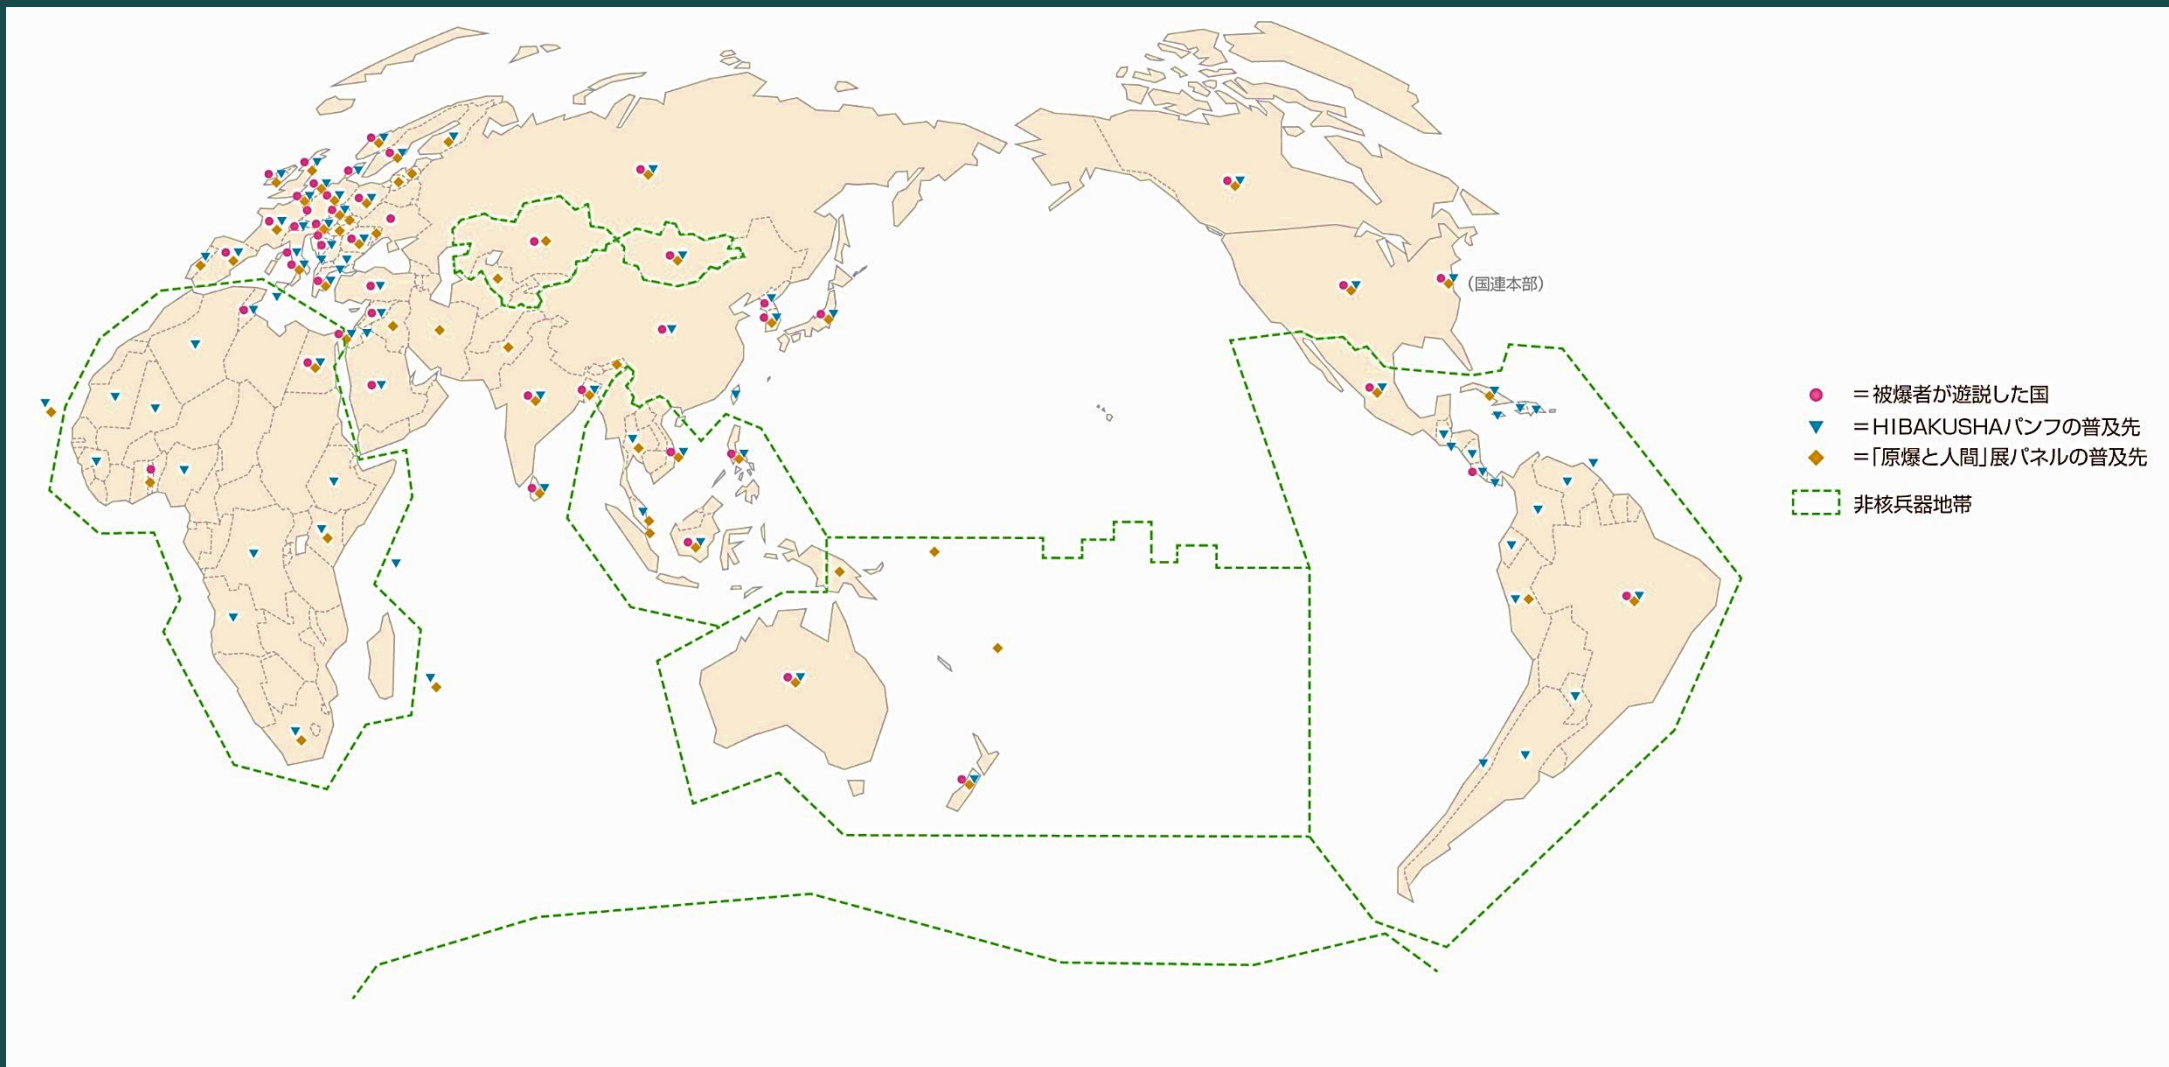 (国連本部)
=被爆者が遊説した国
=HIBAKUSHAパンフの普及先
=「原爆と人間」展パネルの普及先
非核兵器地帯